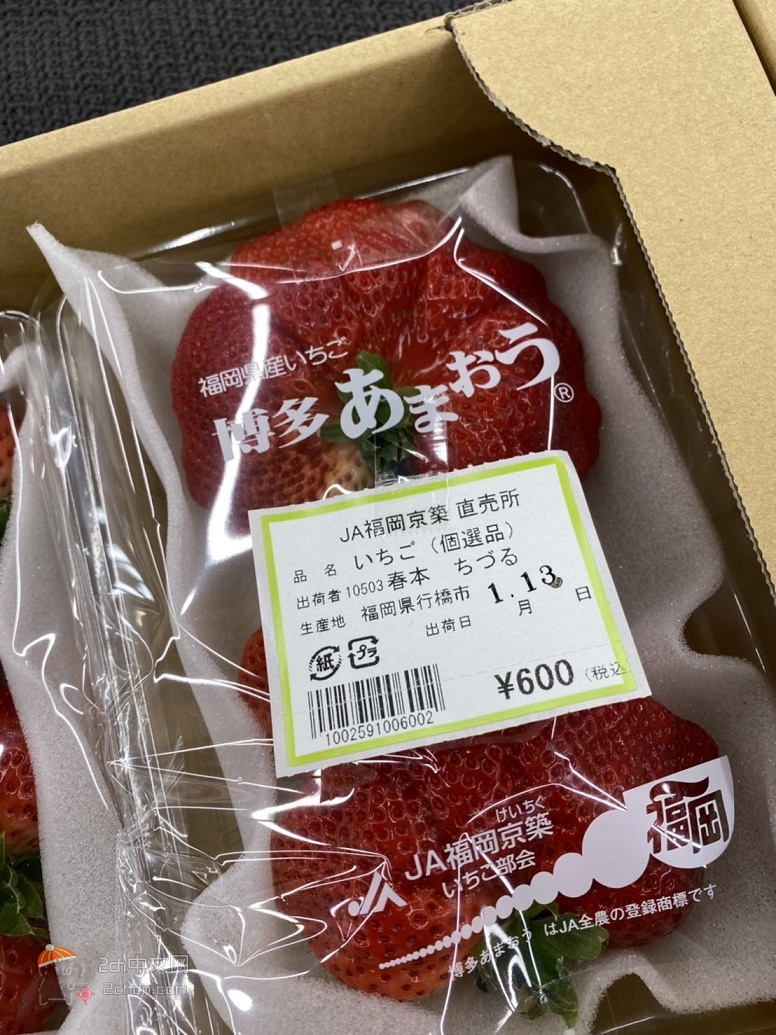 福岡県産いちご
博多あまおう®
JA福岡京築 直売所
品 名 いちご（個選品）
出荷者 10503 春本 ちづる
生産地 福岡県行橋市
出荷日 1.13 月 日
紙 プラ
¥600（税込
1002591006002
けいちく
JA福岡京築
いちご部会
福岡
博多あまおう はJA全農の登録商標です
2ch中文网
2chcn.com